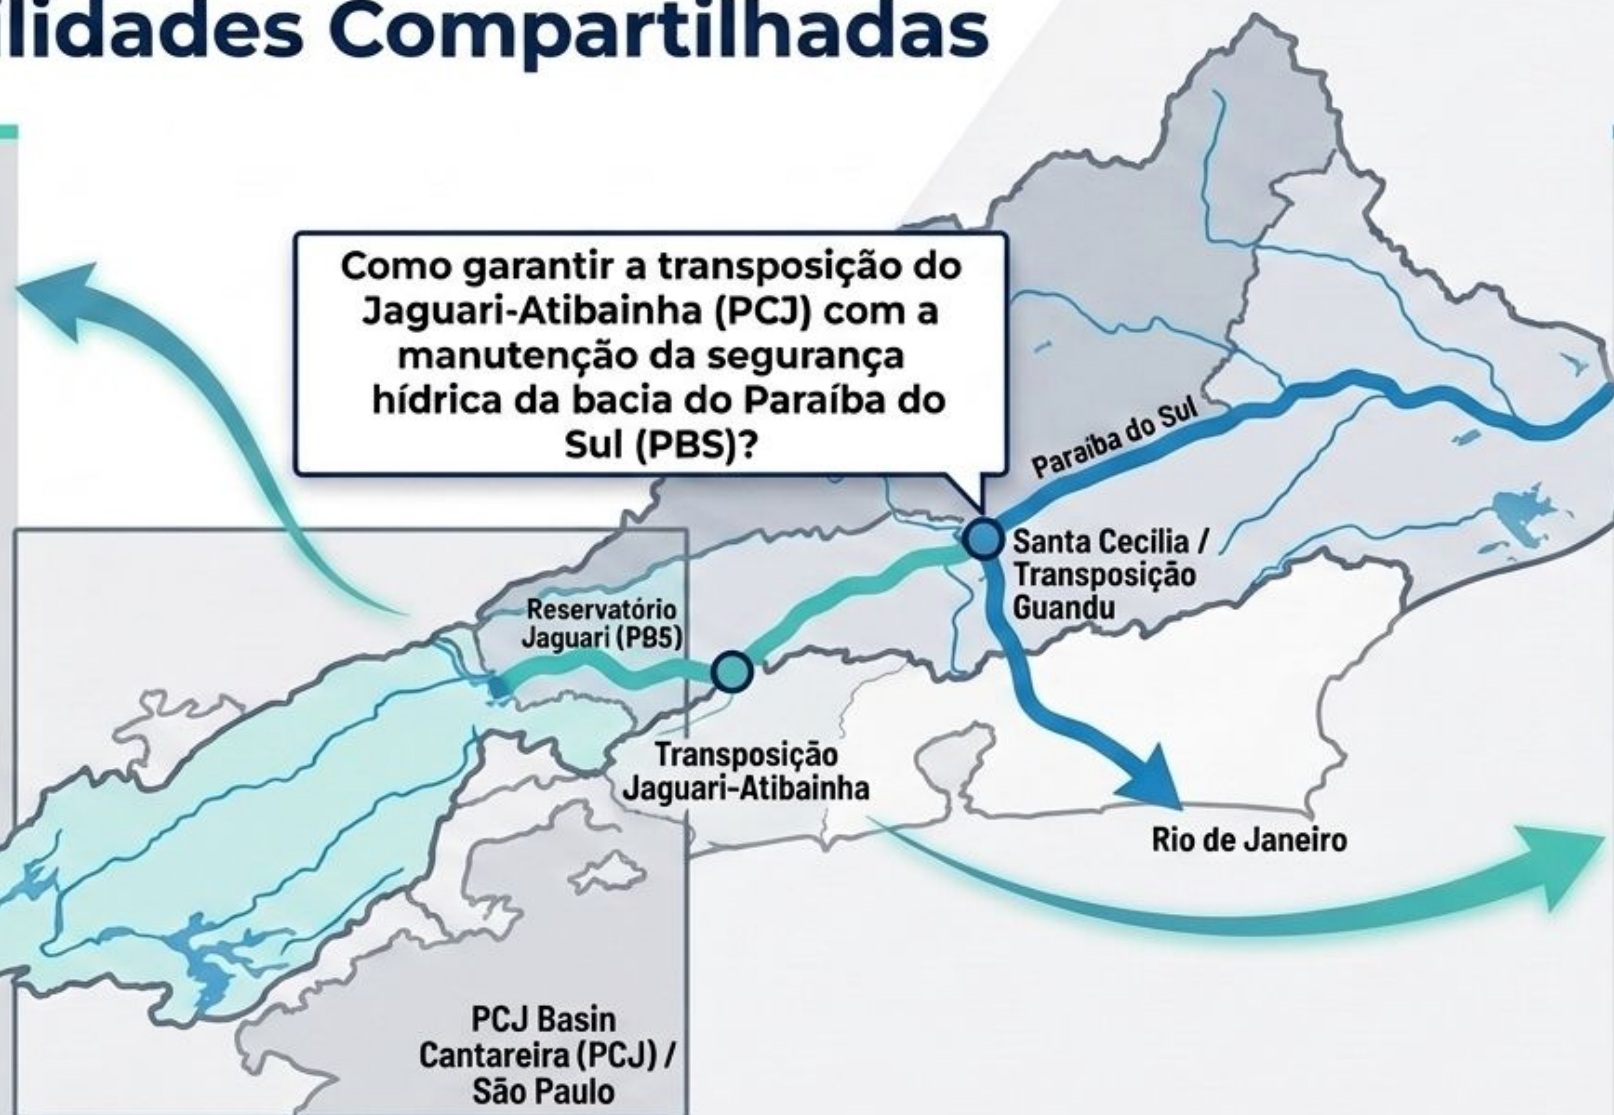 ilidades Compartilhadas
Como garantir a transposição do
Jaguari-Atibainha (PCJ) com a
manutenção da segurança
hídrica da bacia do Paraíba do
Sul (PBS)?
Paraíba do Sul
Santa Cecília /
Transposição
Guandu
Reservatório
Jaguari (PB5)
Transposição
Jaguari-Atibainha
Rio de Janeiro
PCJ Basin
Cantareira (PCJ) /
São Paulo